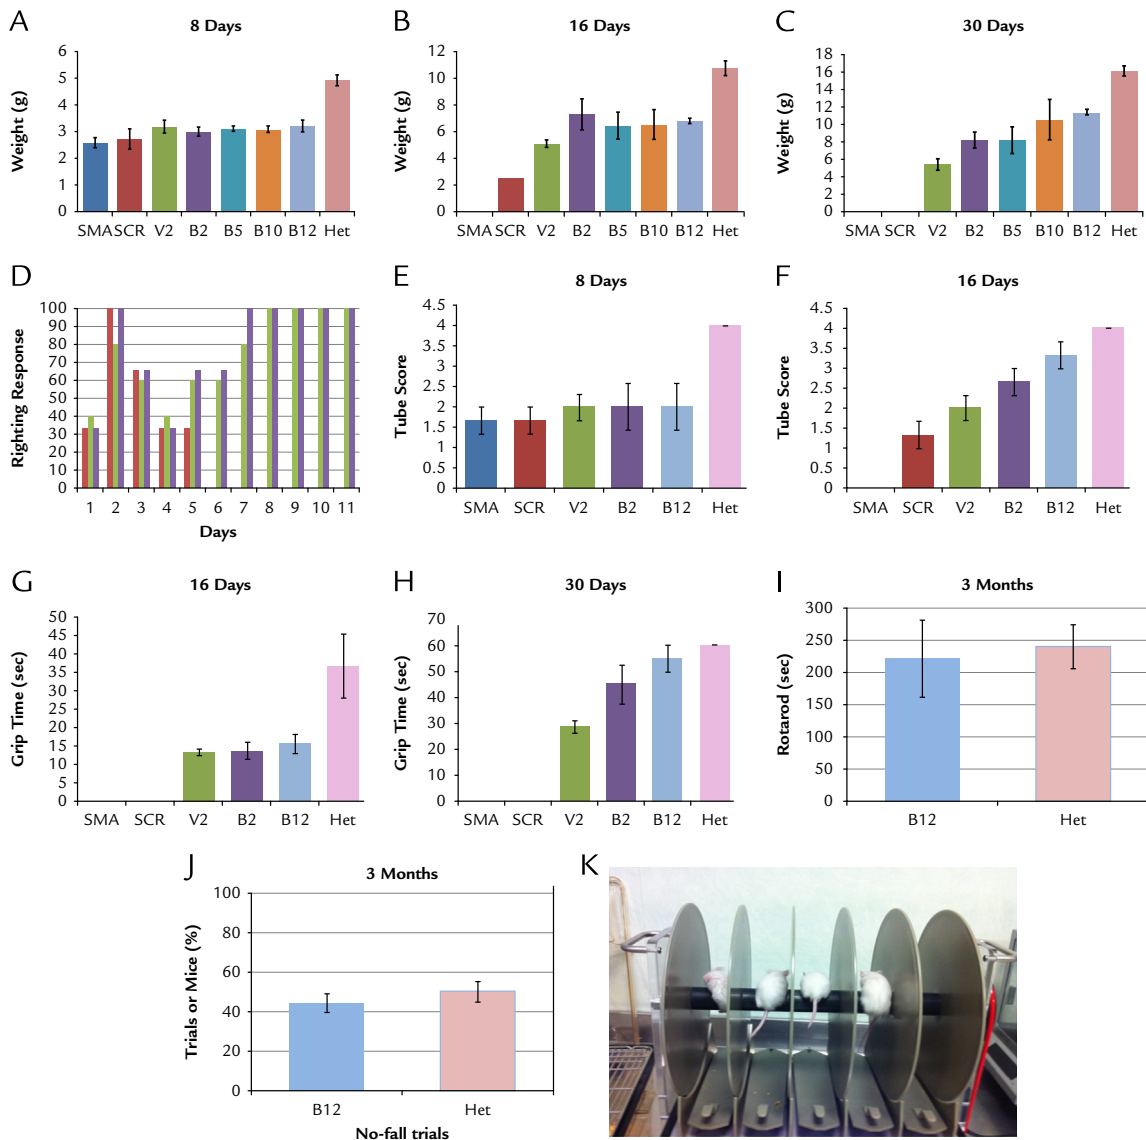 A
8 Days
Weight (g)
6
5
4
3
2
1
0
SMA SCR V2 B2 B5 B10 B12 Het
B
16 Days
Weight (g)
12
10
8
6
4
2
0
SMA SCR V2 B2 B5 B10 B12 Het
C
30 Days
Weight (g)
18
16
14
12
10
8
6
4
2
0
SMA SCR V2 B2 B5 B10 B12 Het
D
Righting Response
100
90
80
70
60
50
40
30
20
10
0
1 2 3 4 5 6 7 8 9 10 11
Days
E
8 Days
Tube Score
4.5
4
3.5
3
2.5
2
1.5
1
0.5
0
SMA SCR V2 B2 B12 Het
F
16 Days
Tube Score
4.5
4
3.5
3
2.5
2
1.5
1
0.5
0
SMA SCR V2 B2 B12 Het
G
16 Days
Grip Time (sec)
50
45
40
35
30
25
20
15
10
5
0
SMA SCR V2 B2 B12 Het
H
30 Days
Grip Time (sec)
70
60
50
40
30
20
10
0
SMA SCR V2 B2 B12 Het
I
3 Months
Rotarod (sec)
300
250
200
150
200
50
0
B12 Het
J
3 Months
Trials or Mice (%)
100
80
60
40
20
0
B12 Het
No-fall trials
K